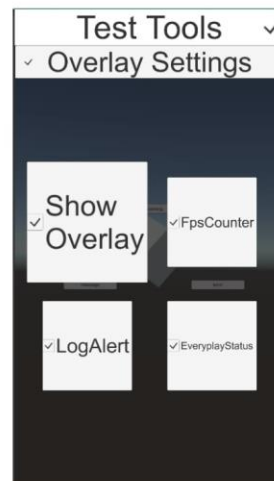 Test Tools
Overlay Settings
Show
Overlay
FpsCounter
LogAlert
EveryplayStatus